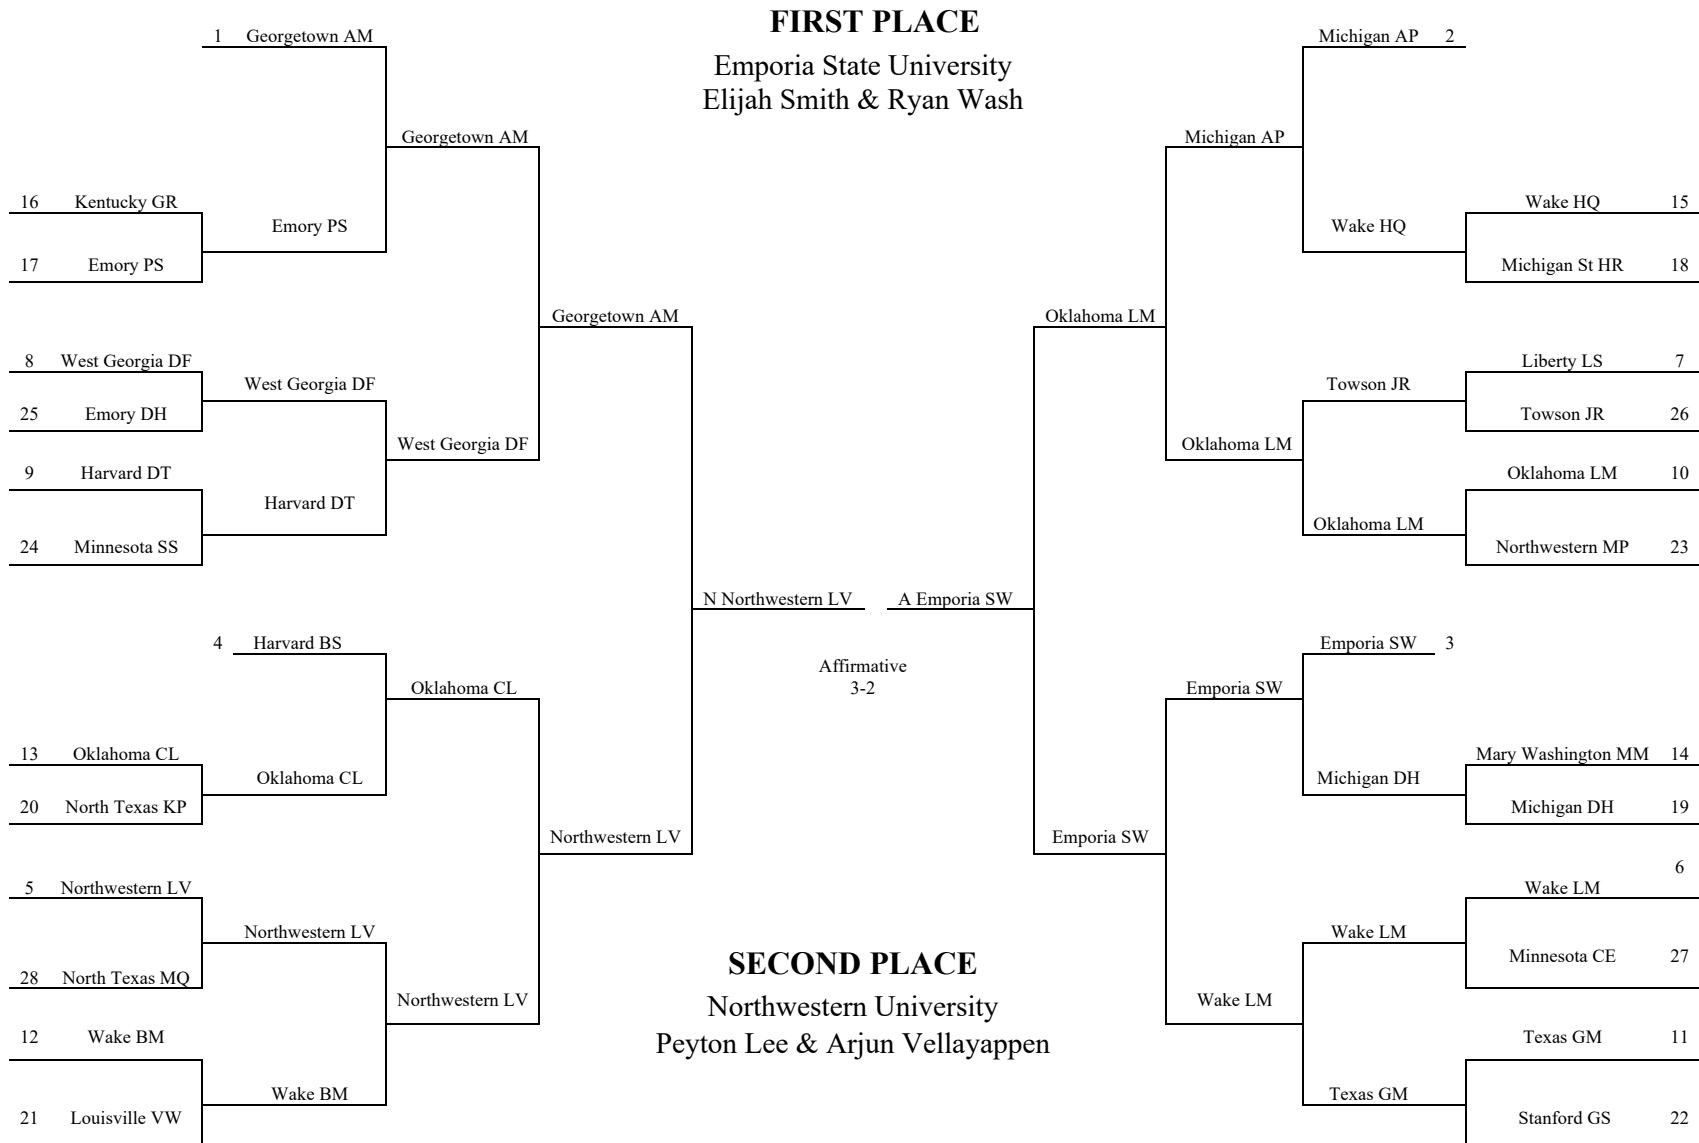 FIRST PLACE
Emporia State University
Elijah Smith & Ryan Wash
1 Georgetown AM
Georgetown AM
16 Kentucky GR
Emory PS
17 Emory PS
Georgetown AM
8 West Georgia DF
West Georgia DF
25 Emory DH
West Georgia DF
9 Harvard DT
Harvard DT
24 Minnesota SS
N Northwestern LV
4 Harvard BS
Oklahoma CL
13 Oklahoma CL
Oklahoma CL
20 North Texas KP
Northwestern LV
5 Northwestern LV
Northwestern LV
28 North Texas MQ
Northwestern LV
12 Wake BM
Wake BM
21 Louisville VW
Affirmative
3-2
Michigan AP 2
Michigan AP
Wake HQ 15
Wake HQ
Michigan St HR 18
Oklahoma LM
Liberty LS 7
Towson JR
Towson JR 26
Oklahoma LM
Oklahoma LM 10
Oklahoma LM
Northwestern MP 23
A Emporia SW
Emporia SW 3
Emporia SW
Mary Washington MM 14
Michigan DH
Michigan DH 19
Emporia SW
6
Wake LM
Wake LM
Minnesota CE 27
Wake LM
Texas GM 11
Texas GM
Stanford GS 22
SECOND PLACE
Northwestern University
Peyton Lee & Arjun Vellayappen